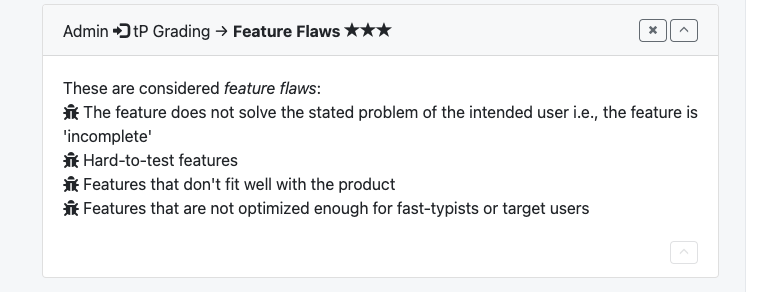 Admin tP Grading → Feature Flaws ★★★
These are considered feature flaws:
The feature does not solve the stated problem of the intended user i.e., the feature is
'incomplete'
Hard-to-test features
Features that don't fit well with the product
Features that are not optimized enough for fast-typists or target users